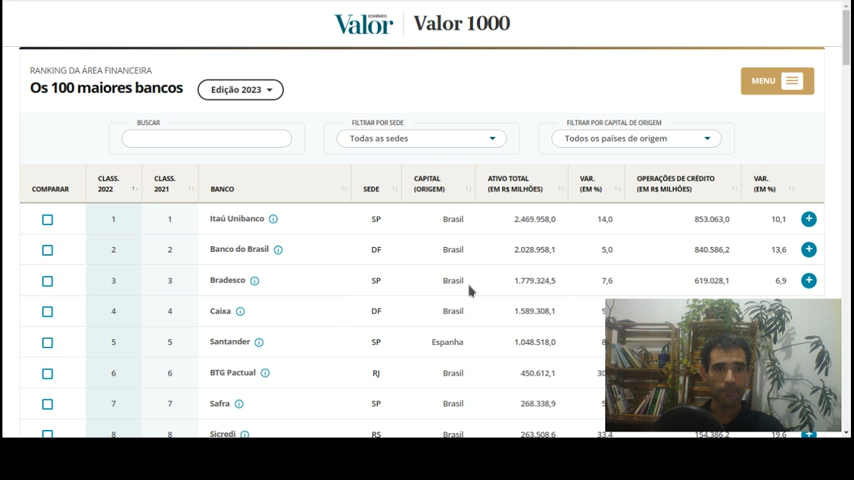 Valor ECONÔMICO Valor 1000
RANKING DA ÁREA FINANCEIRA
Os 100 maiores bancos Edição 2023
MENU
BUSCAR FILTRAR POR SEDE FILTRAR POR CAPITAL DE ORIGEM
Todas as sedes Todos os países de origem
COMPARAR CLASS. 2022 CLASS. 2021 BANCO SEDE CAPITAL (ORIGEM) ATIVO TOTAL (EM R$ MILHÕES) VAR. (EM %) OPERAÇÕES DE CRÉDITO (EM R$ MILHÕES) VAR. (EM %)
1 1 Itaú Unibanco SP Brasil 2.469.958,0 14,0 853.063,0 10,1
2 2 Banco do Brasil DF Brasil 2.028.958,1 5,0 840.586,2 13,6
3 3 Bradesco SP Brasil 1.779.324,5 7,6 619.028,1 6,9
4 4 Caixa DF Brasil 1.589.308,1
5 5 Santander SP Espanha 1.048.518,0
6 6 BTG Pactual RJ Brasil 450.612,1
7 7 Safra SP Brasil 268.338,9
8 8 Sicredi RS Brasil 263.508,6 33,4 154.386,2 19,6